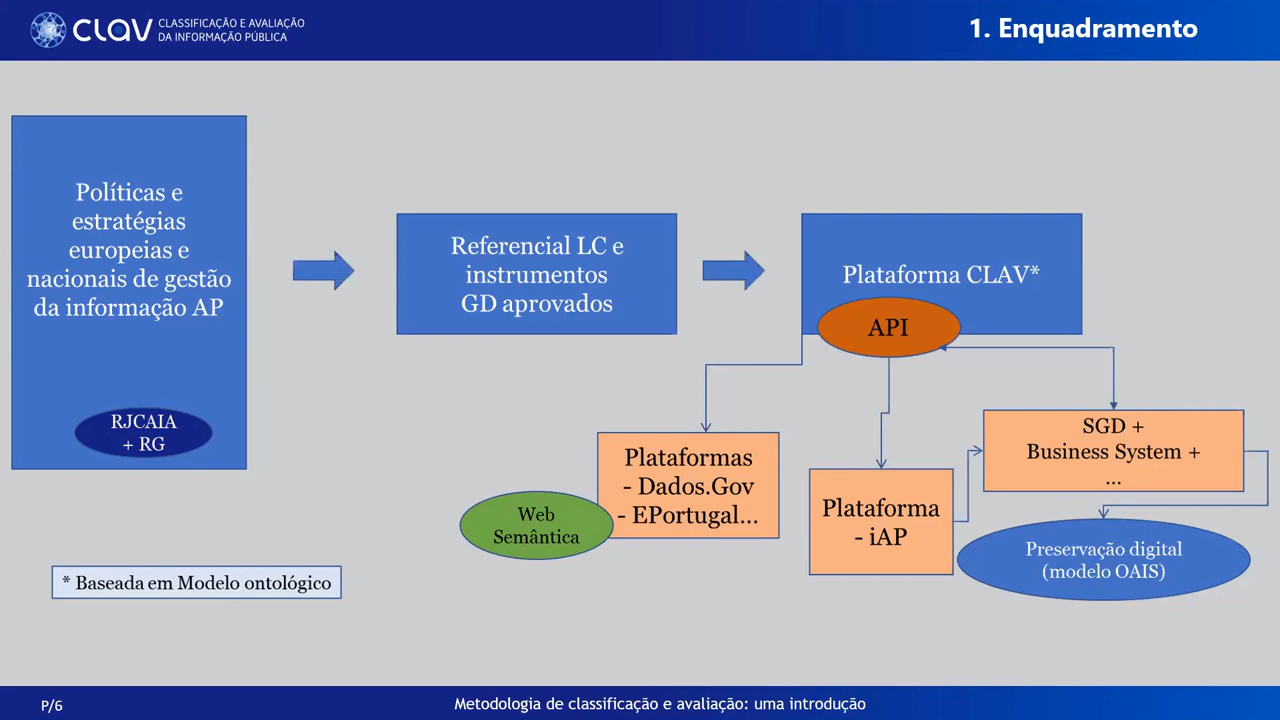 CLAV
CLASSIFICAÇÃO E AVALIAÇÃO
DA INFORMAÇÃO PÚBLICA
1. Enquadramento
Políticas e
estratégias
europeias e
nacionais de gestão
da informação AP
RJCAIA
+ RG
Referencial LC e
instrumentos
GD aprovados
Plataforma CLAV*
API
Plataformas
- Dados.Gov
- EPortugal...
Web
Semântica
Plataforma
- iAP
SGD +
Business System +
...
Preservação digital
(modelo OAIS)
* Baseada em Modelo ontológico
P/6
Metodologia de classificação e avaliação: uma introdução